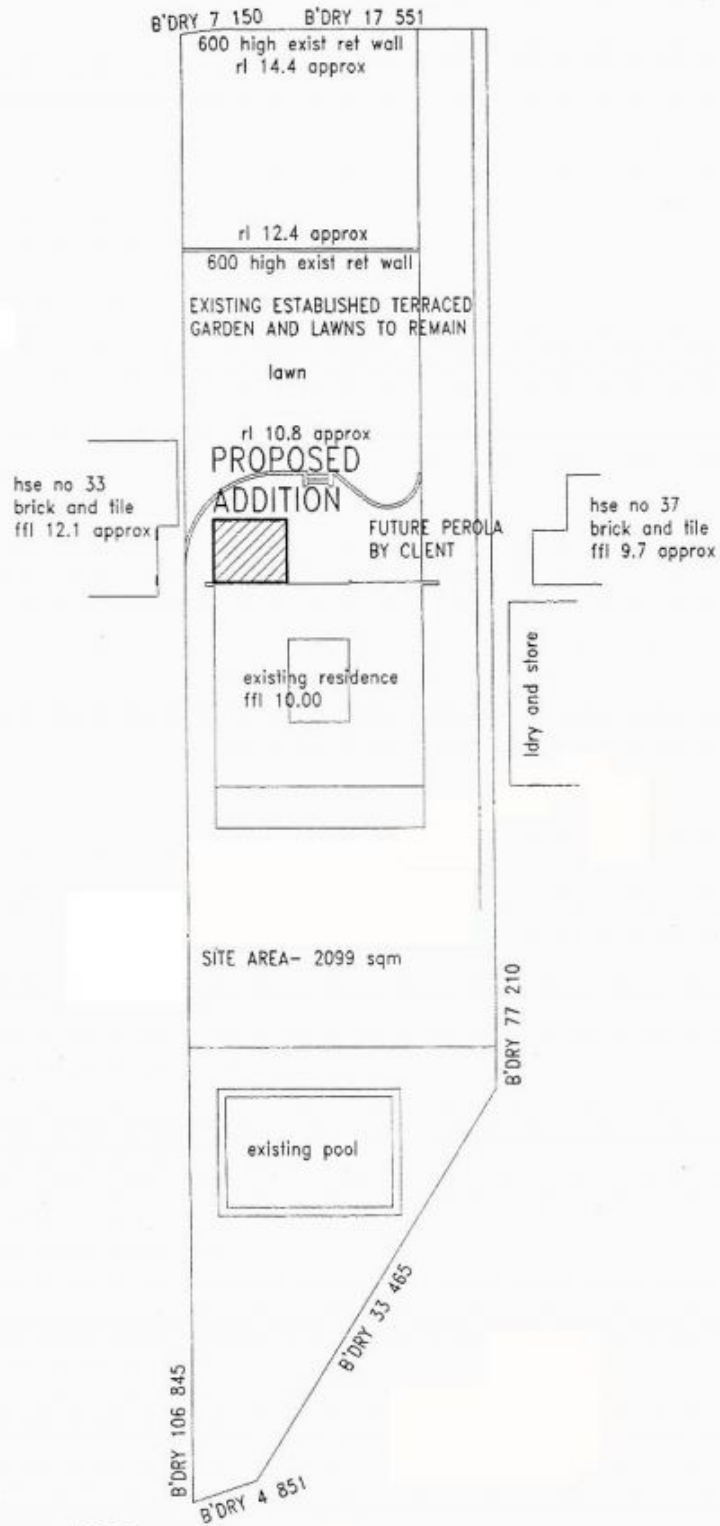 B'DRY 7 150 B'DRY 17 551
600 high exist ret wall
rl 14.4 approx
rl 12.4 approx
600 high exist ret wall
EXISTING ESTABLISHED TERRACED
GARDEN AND LAWNS TO REMAIN
lawn
rl 10.8 approx
PROPOSED
ADDITION
hse no 33
brick and tile
ffl 12.1 approx
FUTURE PEROLA
BY CLIENT
hse no 37
brick and tile
ffl 9.7 approx
existing residence
ffl 10.00
ldry and store
SITE AREA- 2099 sqm
B'DRY 77 210
existing pool
B'DRY 33 465
B'DRY 106 845
B'DRY 4 851